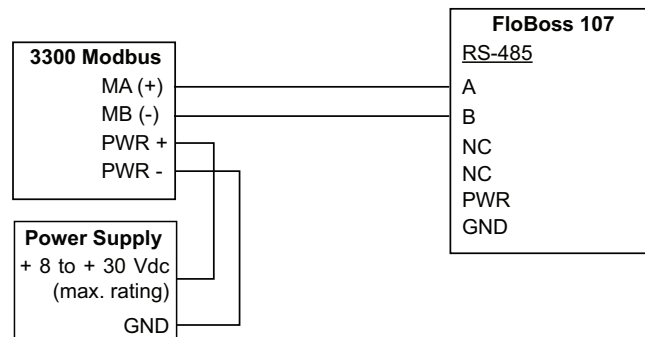 3300 Modbus
MA (+)
MB (-)
PWR +
PWR -
Power Supply
+ 8 to + 30 Vdc
(max. rating)
GND
FloBoss 107
RS-485
A
B
NC
NC
PWR
GND